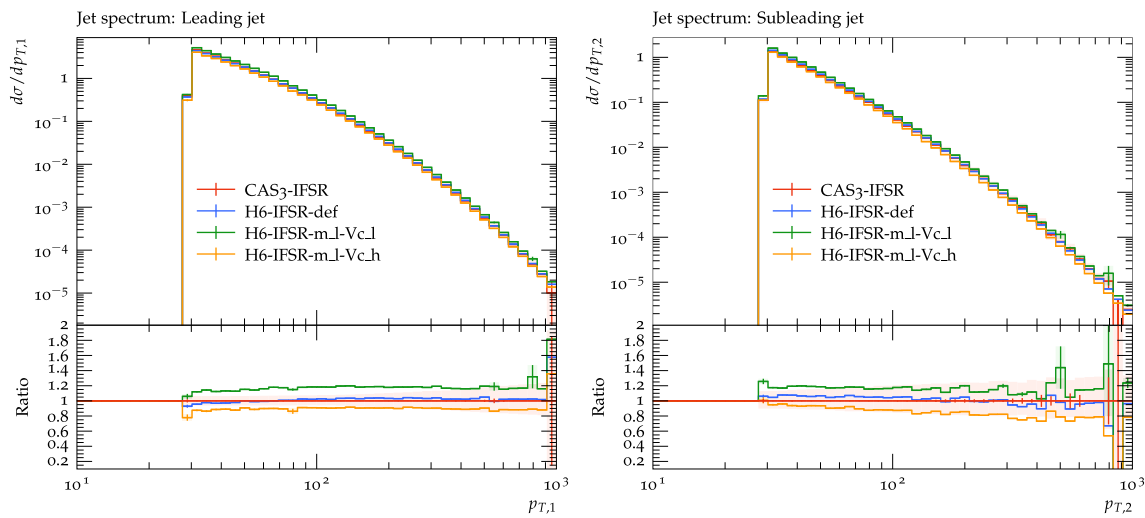 Jet spectrum: Leading jet
dσ/dp_{T,1}
1
10^{−1}
10^{−2}
10^{−3}
10^{−4}
10^{−5}
CAS3-IFSR
H6-IFSR-def
H6-IFSR-m_l-Vc_l
H6-IFSR-m_l-Vc_h
Ratio
2
1.8
1.6
1.4
1.2
1
0.8
0.6
0.4
0.2
10^1
10^2
10^3
p_{T,1}
Jet spectrum: Subleading jet
dσ/dp_{T,2}
1
10^{−1}
10^{−2}
10^{−3}
10^{−4}
10^{−5}
CAS3-IFSR
H6-IFSR-def
H6-IFSR-m_l-Vc_l
H6-IFSR-m_l-Vc_h
Ratio
2
1.8
1.6
1.4
1.2
1
0.8
0.6
0.4
0.2
10^1
10^2
10^3
p_{T,2}